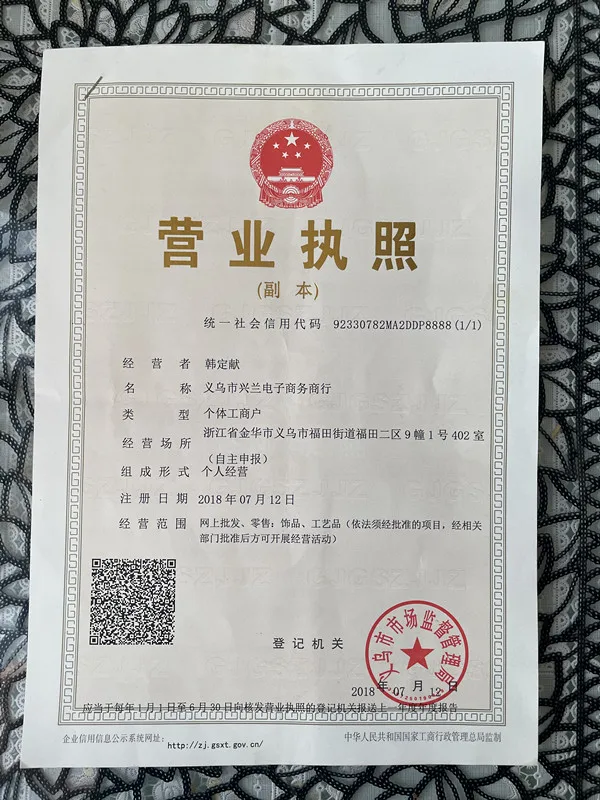 营业执照
(副 本)
统一社会信用代码 92330782MA2DDP8888(1/1)
经营者 韩定献
名称 义乌市兴兰电子商务商行
类型 个体工商户
经营场所 浙江省金华市义乌市福田街道福田二区9幢1号402室
（自主申报）
组成形式 个人经营
注册日期 2018年07月12日
经营范围 网上批发、零售：饰品、工艺品（依法须经批准的项目，经相关
部门批准后方可开展经营活动）
登记机关
义乌市市场监督管理局
2018年07月12日
应当于每年1月1日至6月30日向核发营业执照的登记机关报送上一年度年度报告
企业信用信息公示系统网址：http://zj.gsxt.gov.cn/
中华人民共和国国家工商行政管理总局监制